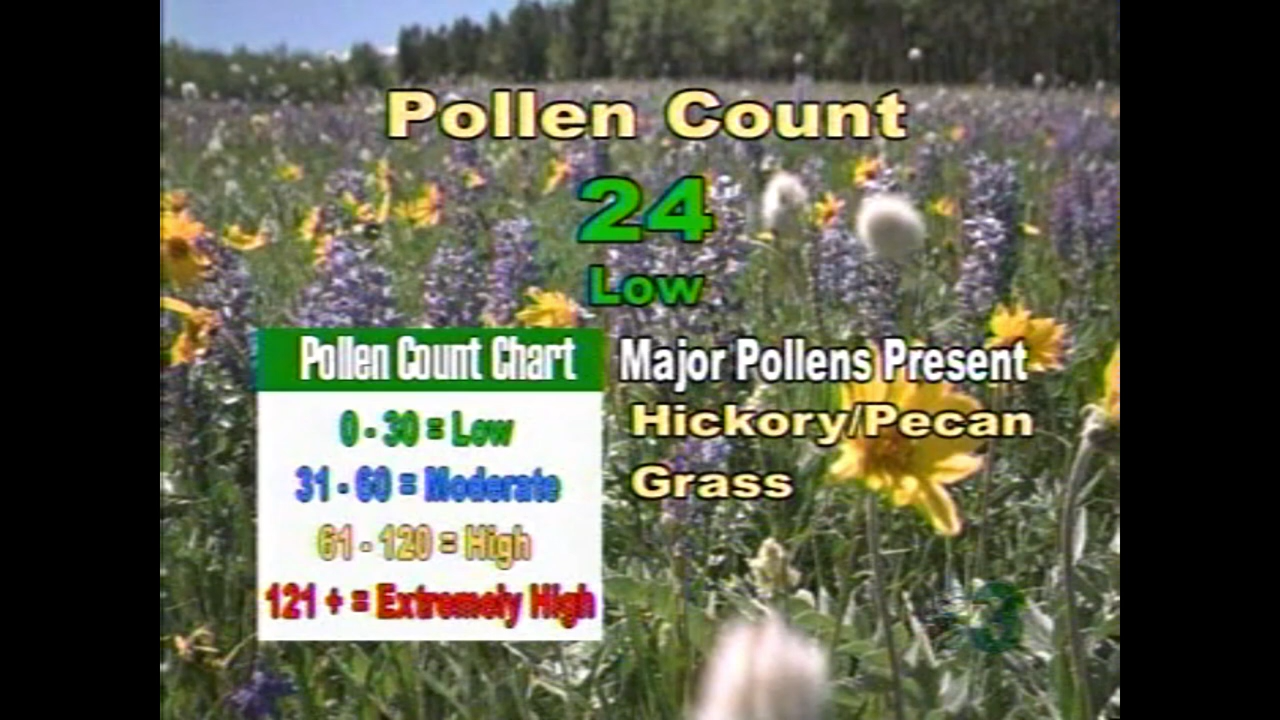 Pollen Count
24
Low
Pollen Count Chart
0 - 30 = Low
31 - 60 = Moderate
61 - 120 = High
121 + = Extremely High
Major Pollens Present
Hickory/Pecan
Grass
3